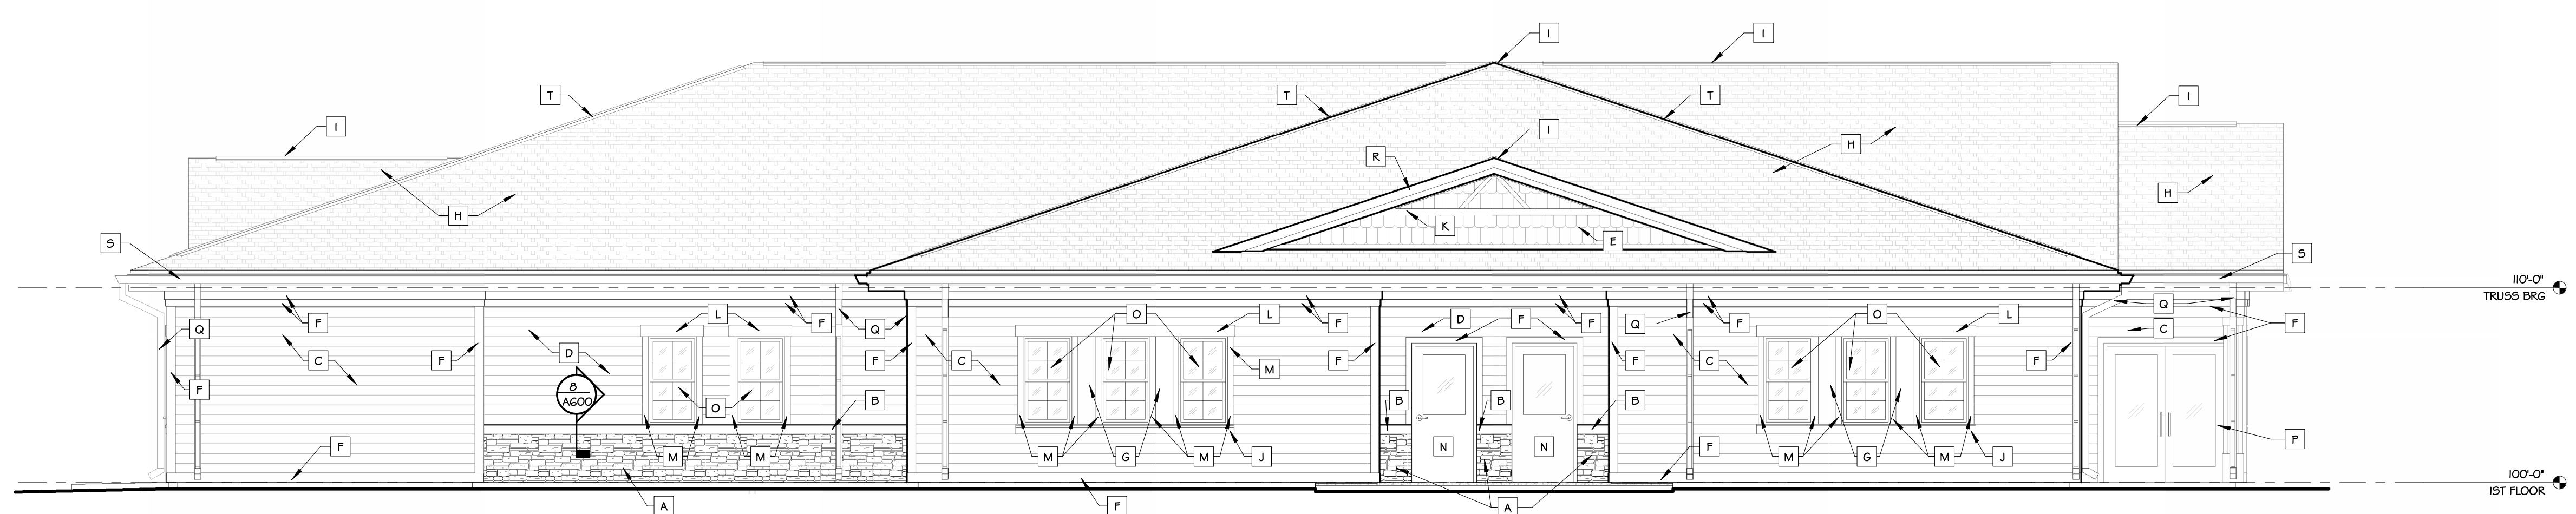 I I
T T T I
I I
H
R
H H
K
E
S S
110'-0"
TRUSS BRG
Q
L O L O L
F F Q F D F F Q F F
Q C
D
C F F C F M F C F
F
8
A600
O B B B B
F N N F P
M M M G M J M G M J
100'-0"
1ST FLOOR
A F A